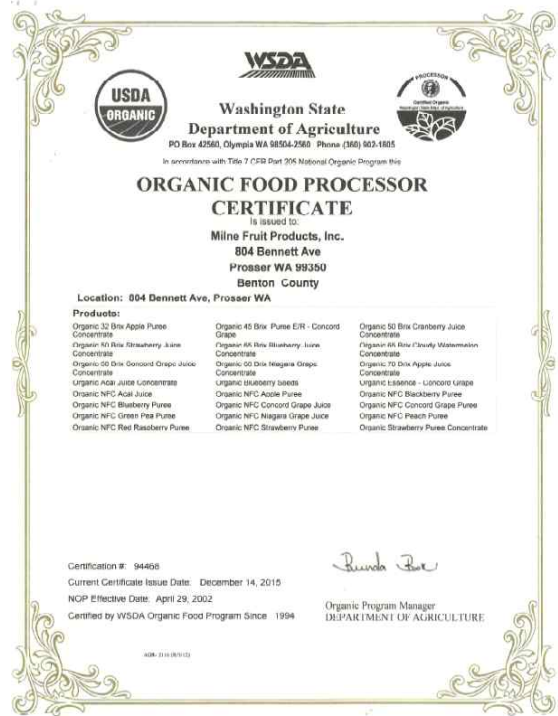 WSDA
USDA
ORGANIC
PROCESSOR
Certified Organic
Washington State
Department of Agriculture
PO Box 42560, Olympia WA 98504-2560 Phone (360) 902-1805
In accordance with Title 7 CFR Part 205 National Organic Program this
ORGANIC FOOD PROCESSOR
CERTIFICATE
is issued to:
Milne Fruit Products, Inc.
804 Bennett Ave
Prosser WA 99350
Benton County
Location: 804 Bennett Ave, Prosser WA
Products:
Organic 32 Brix Apple Puree Concentrate
Organic 45 Brix Puree E/R - Concord Grape
Organic 50 Brix Cranberry Juice Concentrate
Organic Brix Strawberry Juice Concentrate
Organic 65 Brix Blueberry Juice Concentrate
Organic 65 Brix Cloudy Watermelon Concentrate
Organic Brix Concord Grape Juice Concentrate
Organic Brix Niagara Grape Concentrate
Organic 70 Brix Apple Juice Concentrate
Organic Acai Juice Concentrate
Organic Blueberry Seeds
Organic Essence - Concord Grape
Organic NFC Acai Juice
Organic NFC Apple Puree
Organic NFC Blackberry Puree
Organic NFC Blueberry Puree
Organic NFC Concord Grape Juice
Organic NFC Concord Grape Puree
Organic NFC Green Pea Puree
Organic NFC Niagara Grape Juice
Organic NFC Peach Puree
Organic NFC Red Raspberry Puree
Organic NFC Strawberry Puree
Organic Strawberry Puree Concentrate
Certification #: 94468
Current Certificate Issue Date: December 14, 2015
NOP Effective Date: April 29, 2002
Certified by WSDA Organic Food Program Since 1994
Organic Program Manager
DEPARTMENT OF AGRICULTURE